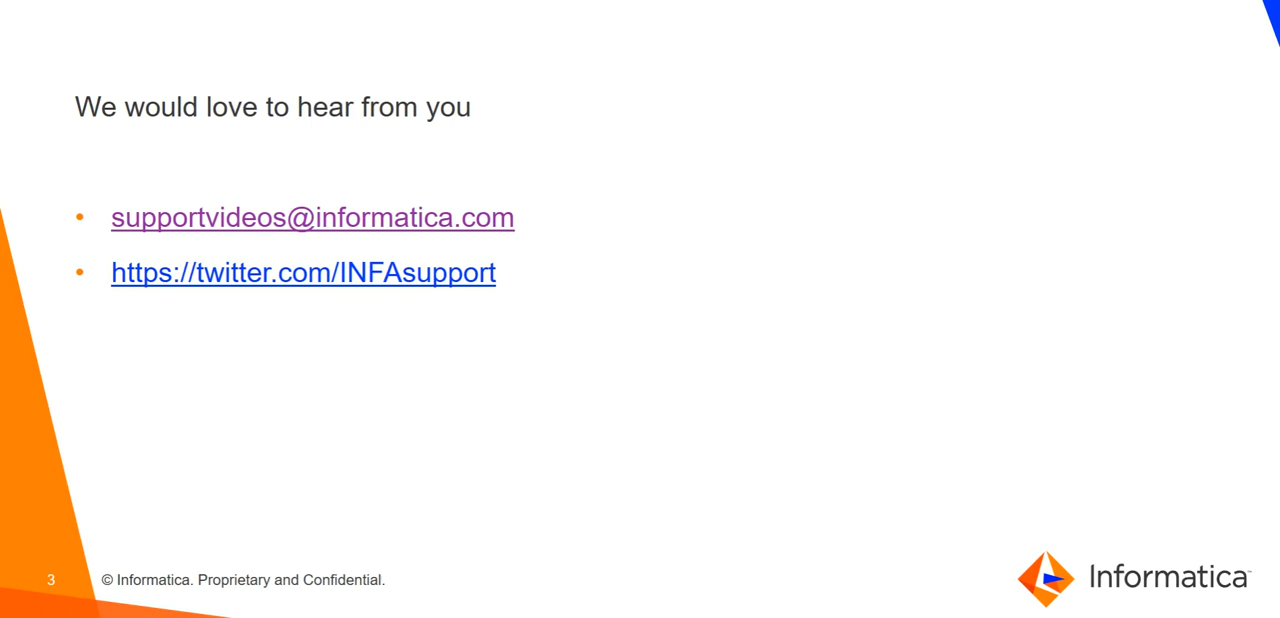 We would love to hear from you
• supportvideos@informatica.com
• https://twitter.com/INFAsupport
3 © Informatica. Proprietary and Confidential.
Informatica™